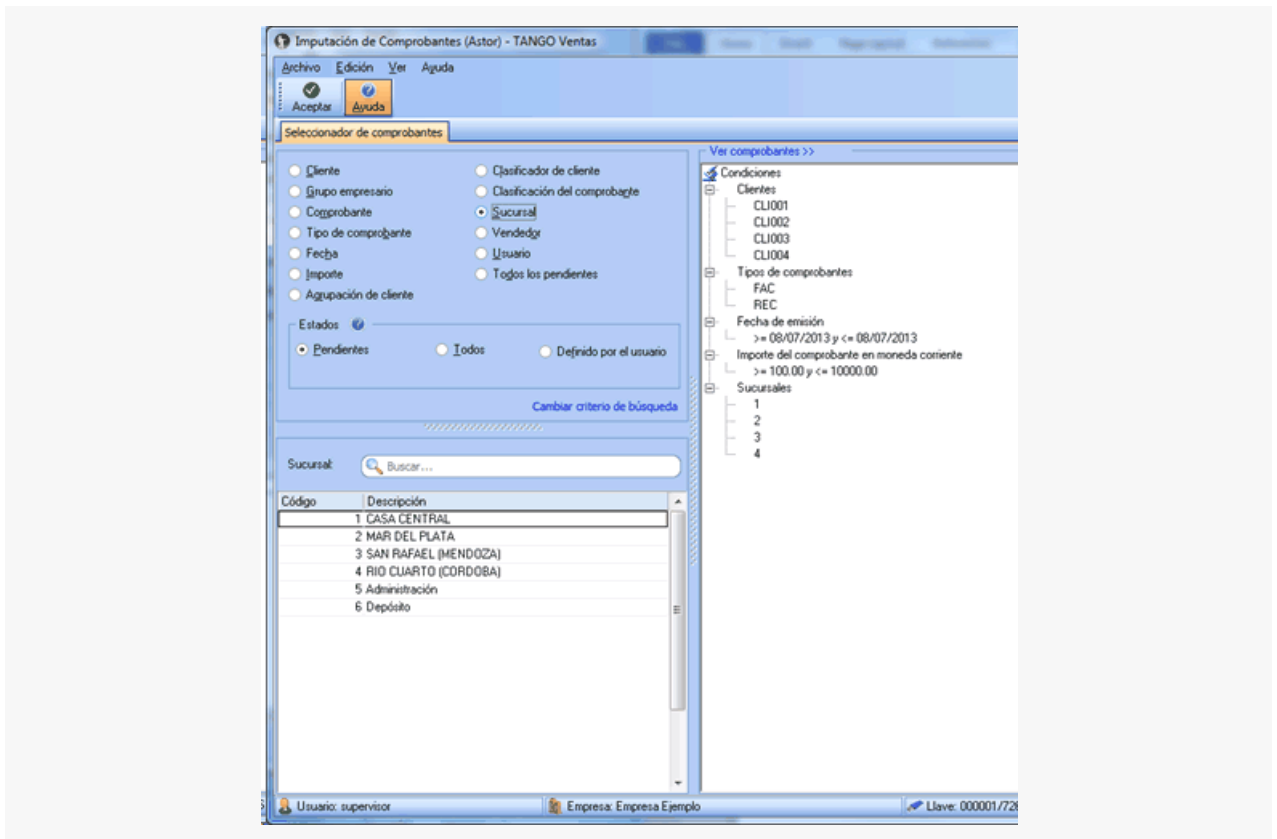 Imputación de Comprobantes (Astor) - TANGO Ventas
Archivo Edición Ver Ayuda
Aceptar Ayuda
Seleccionador de comprobantes
Cliente
Grupo empresario
Comprobante
Tipo de comprobante
Fecha
Importe
Agrupación de cliente
Clasificador de cliente
Clasificación del comprobante
Sucursal
Vendedor
Usuario
Todos los pendientes
Estados
Pendientes Todos Definido por el usuario
Cambiar criterio de búsqueda
Sucursal: Buscar...
Código Descripción
1 CASA CENTRAL
2 MAR DEL PLATA
3 SAN RAFAEL (MENDOZA)
4 RIO CUARTO (CORDOBA)
5 Administración
6 Depósito
Ver comprobantes >>
Condiciones
Clientes
CLI001
CLI002
CLI003
CLI004
Tipos de comprobantes
FAC
REC
Fecha de emisión
>= 08/07/2013 y <= 08/07/2013
Importe del comprobante en moneda corriente
>= 100.00 y <= 10000.00
Sucursales
1
2
3
4
Usuario: supervisor Empresa: Empresa Ejemplo Llave: 000001/726